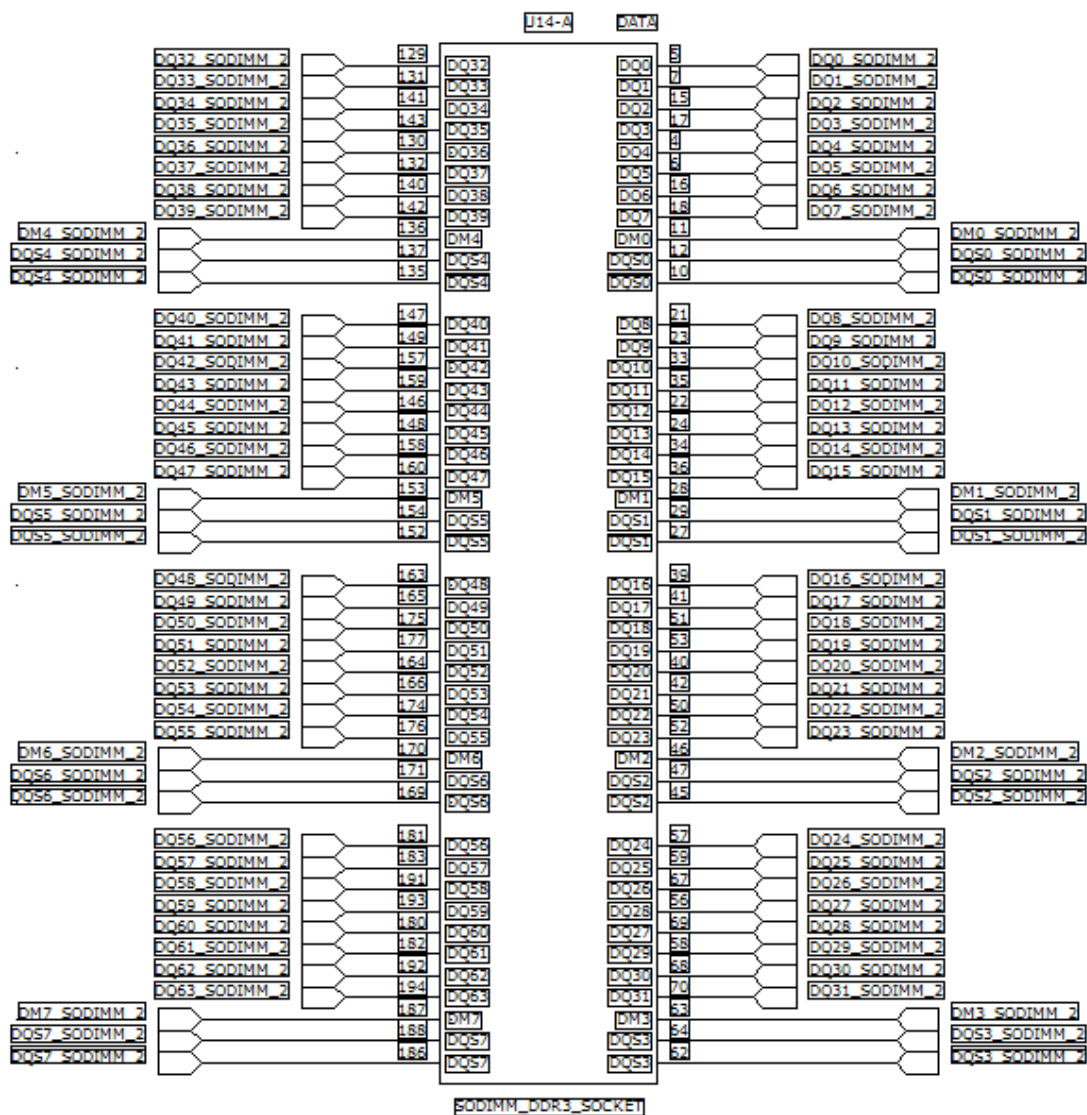 U14-A DATA
DQ32_SODIMM_2 129 DQ32 DQ0 5 DQ0_SODIMM_2
DQ33_SODIMM_2 131 DQ33 DQ1 7 DQ1_SODIMM_2
DQ34_SODIMM_2 141 DQ34 DQ2 15 DQ2_SODIMM_2
DQ35_SODIMM_2 143 DQ35 DQ3 17 DQ3_SODIMM_2
DQ36_SODIMM_2 130 DQ36 DQ4 4 DQ4_SODIMM_2
DQ37_SODIMM_2 132 DQ37 DQ5 6 DQ5_SODIMM_2
DQ38_SODIMM_2 140 DQ38 DQ6 16 DQ6_SODIMM_2
DQ39_SODIMM_2 142 DQ39 DQ7 18 DQ7_SODIMM_2
DM4_SODIMM_2 136 DM4 DM0 11 DM0_SODIMM_2
DQS4_SODIMM_2 137 DQS4 DQS0 12 DQS0_SODIMM_2
DQS4_SODIMM_2 135 DQS4 DQS0 10 DQS0_SODIMM_2
DQ40_SODIMM_2 147 DQ40 DQ8 21 DQ8_SODIMM_2
DQ41_SODIMM_2 149 DQ41 DQ9 23 DQ9_SODIMM_2
DQ42_SODIMM_2 157 DQ42 DQ10 33 DQ10_SODIMM_2
DQ43_SODIMM_2 159 DQ43 DQ11 35 DQ11_SODIMM_2
DQ44_SODIMM_2 146 DQ44 DQ12 22 DQ12_SODIMM_2
DQ45_SODIMM_2 148 DQ45 DQ13 24 DQ13_SODIMM_2
DQ46_SODIMM_2 158 DQ46 DQ14 34 DQ14_SODIMM_2
DQ47_SODIMM_2 160 DQ47 DQ15 36 DQ15_SODIMM_2
DM5_SODIMM_2 153 DM5 DM1 28 DM1_SODIMM_2
DQS5_SODIMM_2 154 DQS5 DQS1 29 DQS1_SODIMM_2
DQS5_SODIMM_2 152 DQS5 DQS1 27 DQS1_SODIMM_2
DQ48_SODIMM_2 163 DQ48 DQ16 39 DQ16_SODIMM_2
DQ49_SODIMM_2 165 DQ49 DQ17 41 DQ17_SODIMM_2
DQ50_SODIMM_2 175 DQ50 DQ18 51 DQ18_SODIMM_2
DQ51_SODIMM_2 177 DQ51 DQ19 53 DQ19_SODIMM_2
DQ52_SODIMM_2 164 DQ52 DQ20 40 DQ20_SODIMM_2
DQ53_SODIMM_2 166 DQ53 DQ21 42 DQ21_SODIMM_2
DQ54_SODIMM_2 174 DQ54 DQ22 50 DQ22_SODIMM_2
DQ55_SODIMM_2 176 DQ55 DQ23 52 DQ23_SODIMM_2
DM6_SODIMM_2 170 DM6 DM2 46 DM2_SODIMM_2
DQS6_SODIMM_2 171 DQS6 DQS2 47 DQS2_SODIMM_2
DQS6_SODIMM_2 169 DQS6 DQS2 45 DQS2_SODIMM_2
DQ56_SODIMM_2 181 DQ56 DQ24 57 DQ24_SODIMM_2
DQ57_SODIMM_2 183 DQ57 DQ25 59 DQ25_SODIMM_2
DQ58_SODIMM_2 191 DQ58 DQ26 67 DQ26_SODIMM_2
DQ59_SODIMM_2 193 DQ59 DQ28 56 DQ27_SODIMM_2
DQ60_SODIMM_2 180 DQ60 DQ27 69 DQ28_SODIMM_2
DQ61_SODIMM_2 182 DQ61 DQ29 58 DQ29_SODIMM_2
DQ62_SODIMM_2 192 DQ62 DQ30 68 DQ30_SODIMM_2
DQ63_SODIMM_2 194 DQ63 DQ31 70 DQ31_SODIMM_2
DM7_SODIMM_2 187 DM7 DM3 63 DM3_SODIMM_2
DQS7_SODIMM_2 188 DQS7 DQS3 64 DQS3_SODIMM_2
DQS7_SODIMM_2 186 DQS7 DQS3 62 DQS3_SODIMM_2
SODIMM_DDR3_SOCKET